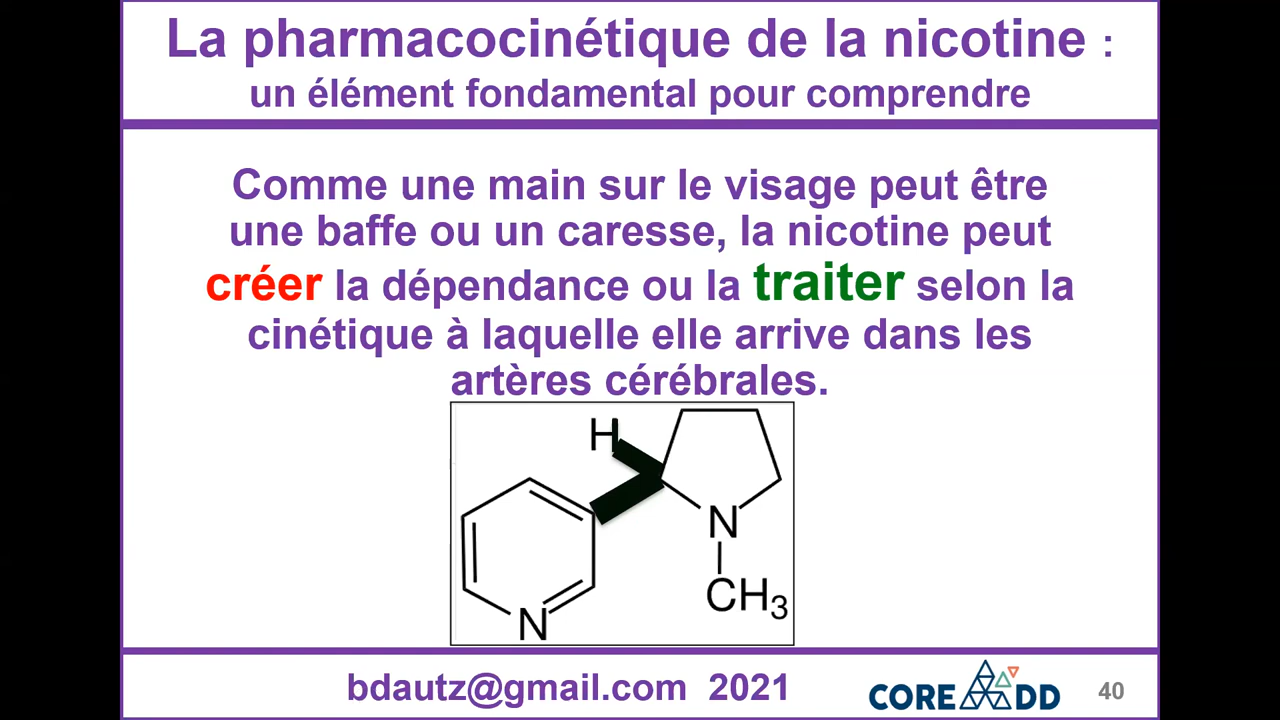 La pharmacocinétique de la nicotine :
un élément fondamental pour comprendre
Comme une main sur le visage peut être
une baffe ou un caresse, la nicotine peut
créer la dépendance ou la traiter selon la
cinétique à laquelle elle arrive dans les
artères cérébrales.
H
N
CH3
N
bdautz@gmail.com 2021
COREADD
40